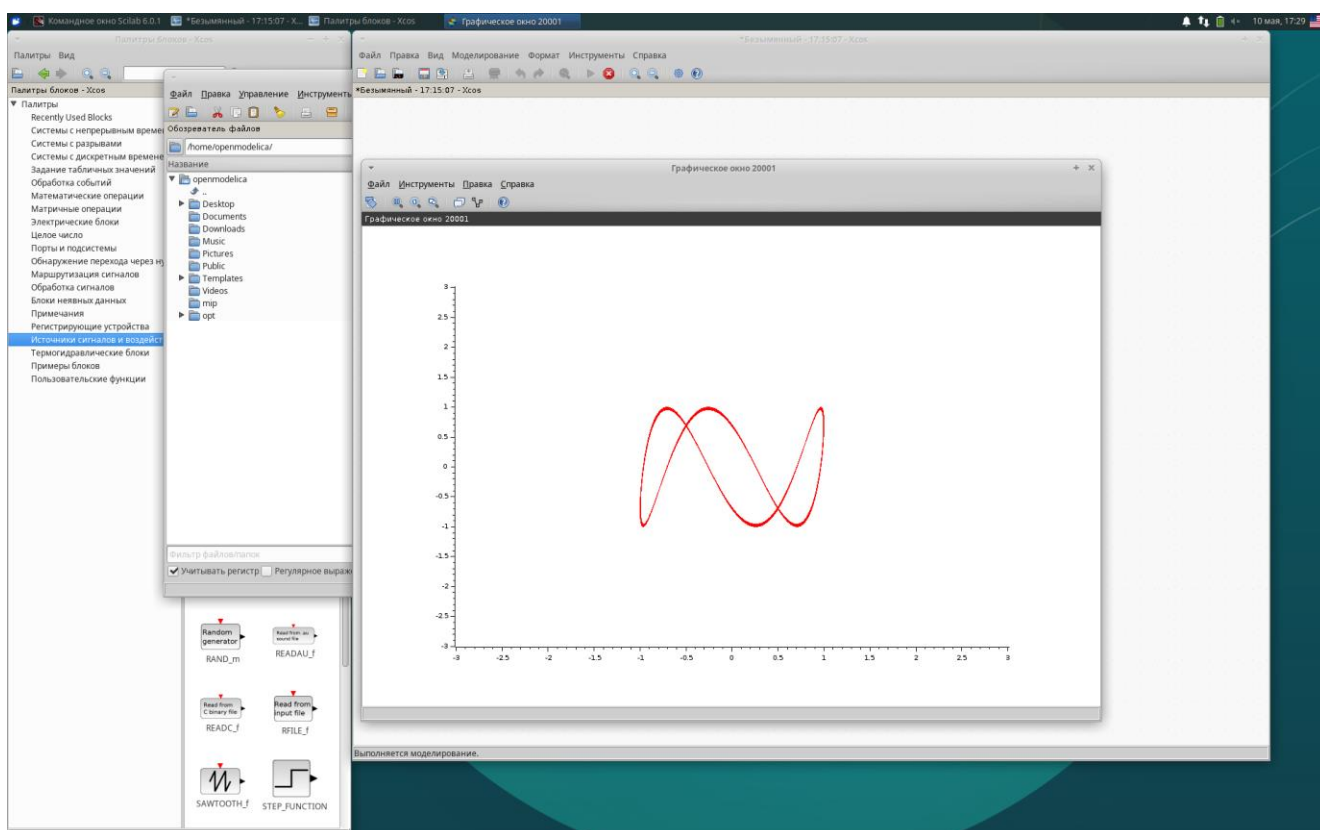 Командное окно Scilab 6.0.1
*Безымянный - 17:15:07 - X...
Палитры блоков - Xcos
Графическое окно 20001
10 мая, 17:29
Палитры блоков - Xcos
Палитры Вид
Палитры блоков - Xcos
Палитры
Recently Used Blocks
Системы с непрерывным времен
Системы с разрывами
Системы с дискретным времене
Задание табличных значений
Обработка событий
Математические операции
Матричные операции
Электрические блоки
Целое число
Порты и подсистемы
Обнаружение перехода через ну
Маршрутизация сигналов
Обработка сигналов
Блоки неявных данных
Примечания
Регистрирующие устройства
Источники сигналов и воздейст
Термогидравлические блоки
Примеры блоков
Пользовательские функции
Файл Правка Управление Инструменты
Обозреватель файлов
/home/openmodelica/
Название
openmodelica
..
Desktop
Documents
Downloads
Music
Pictures
Public
Templates
Videos
mip
opt
Фильтр файлов/папок
Учитывать регистр
Регулярное выраж
Random
generator
RAND_m
Read from au
sound file
READAU_f
Read from
C binary file
READC_f
Read from
input file
RFILE_f
SAWTOOTH_f
STEP_FUNCTION
*Безымянный - 17:15:07 - Xcos
Файл Правка Вид Моделирование Формат Инструменты Справка
*Безымянный - 17:15:07 - Xcos
Графическое окно 20001
Файл Инструменты Правка Справка
Графическое окно 20001
3
2.5
2
1.5
1
0.5
0
-0.5
-1
-1.5
-2
-2.5
-3
-3 -2.5 -2 -1.5 -1 -0.5 0 0.5 1 1.5 2 2.5 3
Выполняется моделирование.